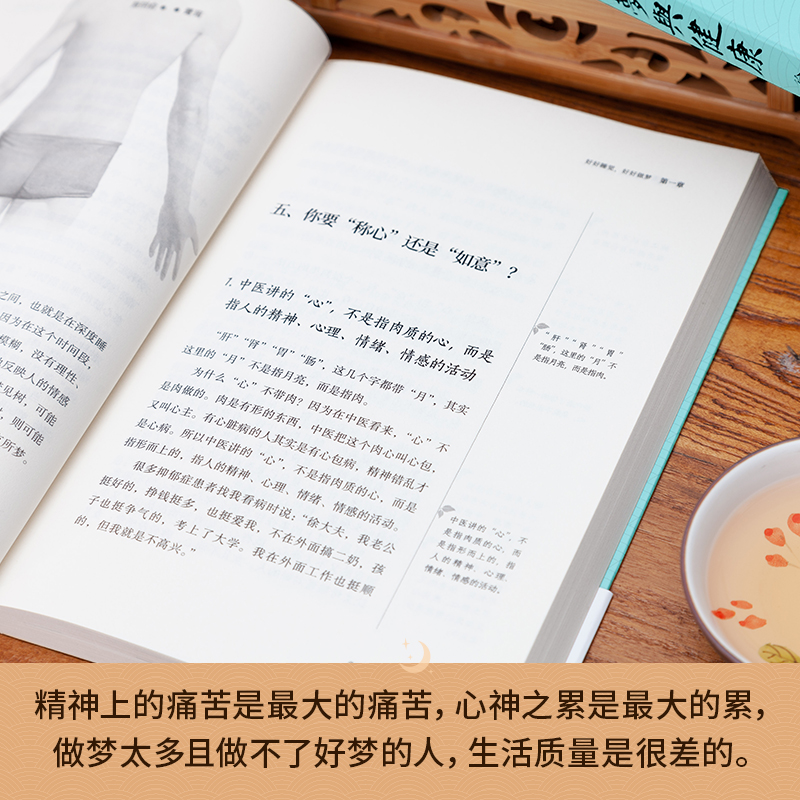 與健康
好好睡觉，好好做梦 第一章
五、你要“称心”还是“如意”？
1. 中医讲的“心”，不是指肉质的心，而是
指人的精神、心理、情绪、情感的活动
“肝”“肾”“胃”“肠”，这几个字都带“月”，其实
这里的“月”不是指月亮，而是指肉。
为什么“心”不带肉？因为在中医看来，“心”不
是肉做的。肉是有形的东西，中医把这个肉心叫心包，
又叫心主。有心脏病的人其实是有心包病，精神错乱才
是心病。所以中医讲的“心”，不是指肉质的心，而是
指形而上的，指人的精神、心理、情绪、情感的活动。
很多抑郁症患者找我看病时说：“徐大夫，我老公
挺好的，挣钱挺多，也挺爱我，不在外面搞二奶，孩
子也挺争气的，考上了大学。我在外面工作也挺顺
的，但我就是不高兴。”
“肝”“肾”“胃”
“肠”，这里的“月”不
是指月亮，而是指肉。
中医讲的“心”，不
是指肉质的心，而
是指形而上的，指
人的精神、心理、
情绪、情感的活动。
之间，也就是在深度睡
因为在这个时间段，
模糊，没有理性，
反映人的情感
见树，可能
，则可能
所梦。
精神上的痛苦是最大的痛苦，心神之累是最大的累，
做梦太多且做不了好梦的人，生活质量是很差的。